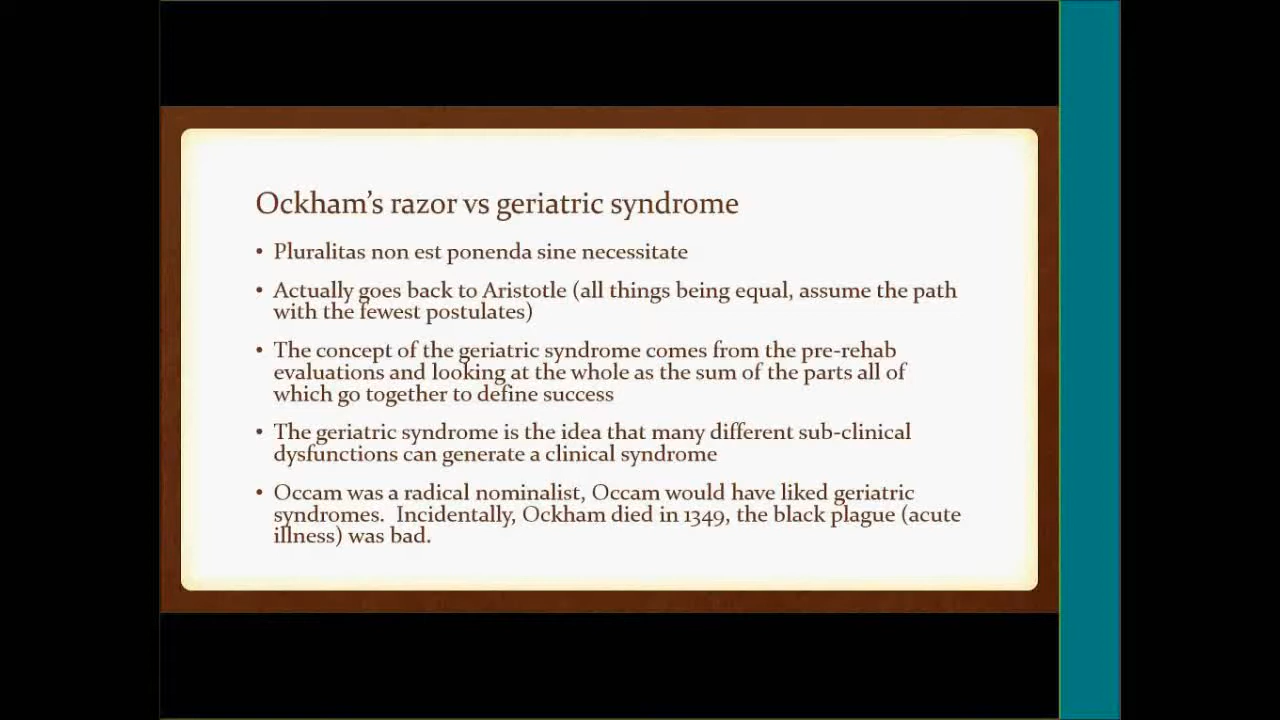 Ockham's razor vs geriatric syndrome
• Pluralitas non est ponenda sine necessitate
• Actually goes back to Aristotle (all things being equal, assume the path
with the fewest postulates)
• The concept of the geriatric syndrome comes from the pre-rehab
evaluations and looking at the whole as the sum of the parts all of
which go together to define success
• The geriatric syndrome is the idea that many different sub-clinical
dysfunctions can generate a clinical syndrome
• Occam was a radical nominalist, Occam would have liked geriatric
syndromes.  Incidentally, Ockham died in 1349, the black plague (acute
illness) was bad.